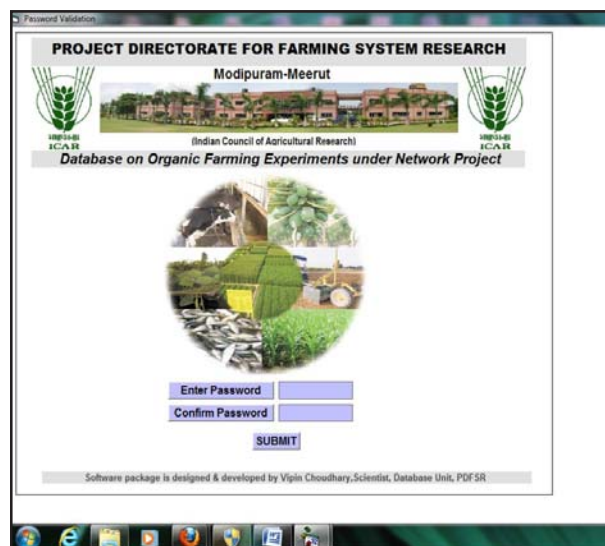 Password Validation
PROJECT DIRECTORATE FOR FARMING SYSTEM RESEARCH
Modipuram-Meerut
(Indian Council of Agricultural Research)
ICAR
ICAR
Database on Organic Farming Experiments under Network Project
Enter Password
Confirm Password
SUBMIT
Software package is designed & developed by Vipin Choudhary,Scientist, Database Unit, PDFSR